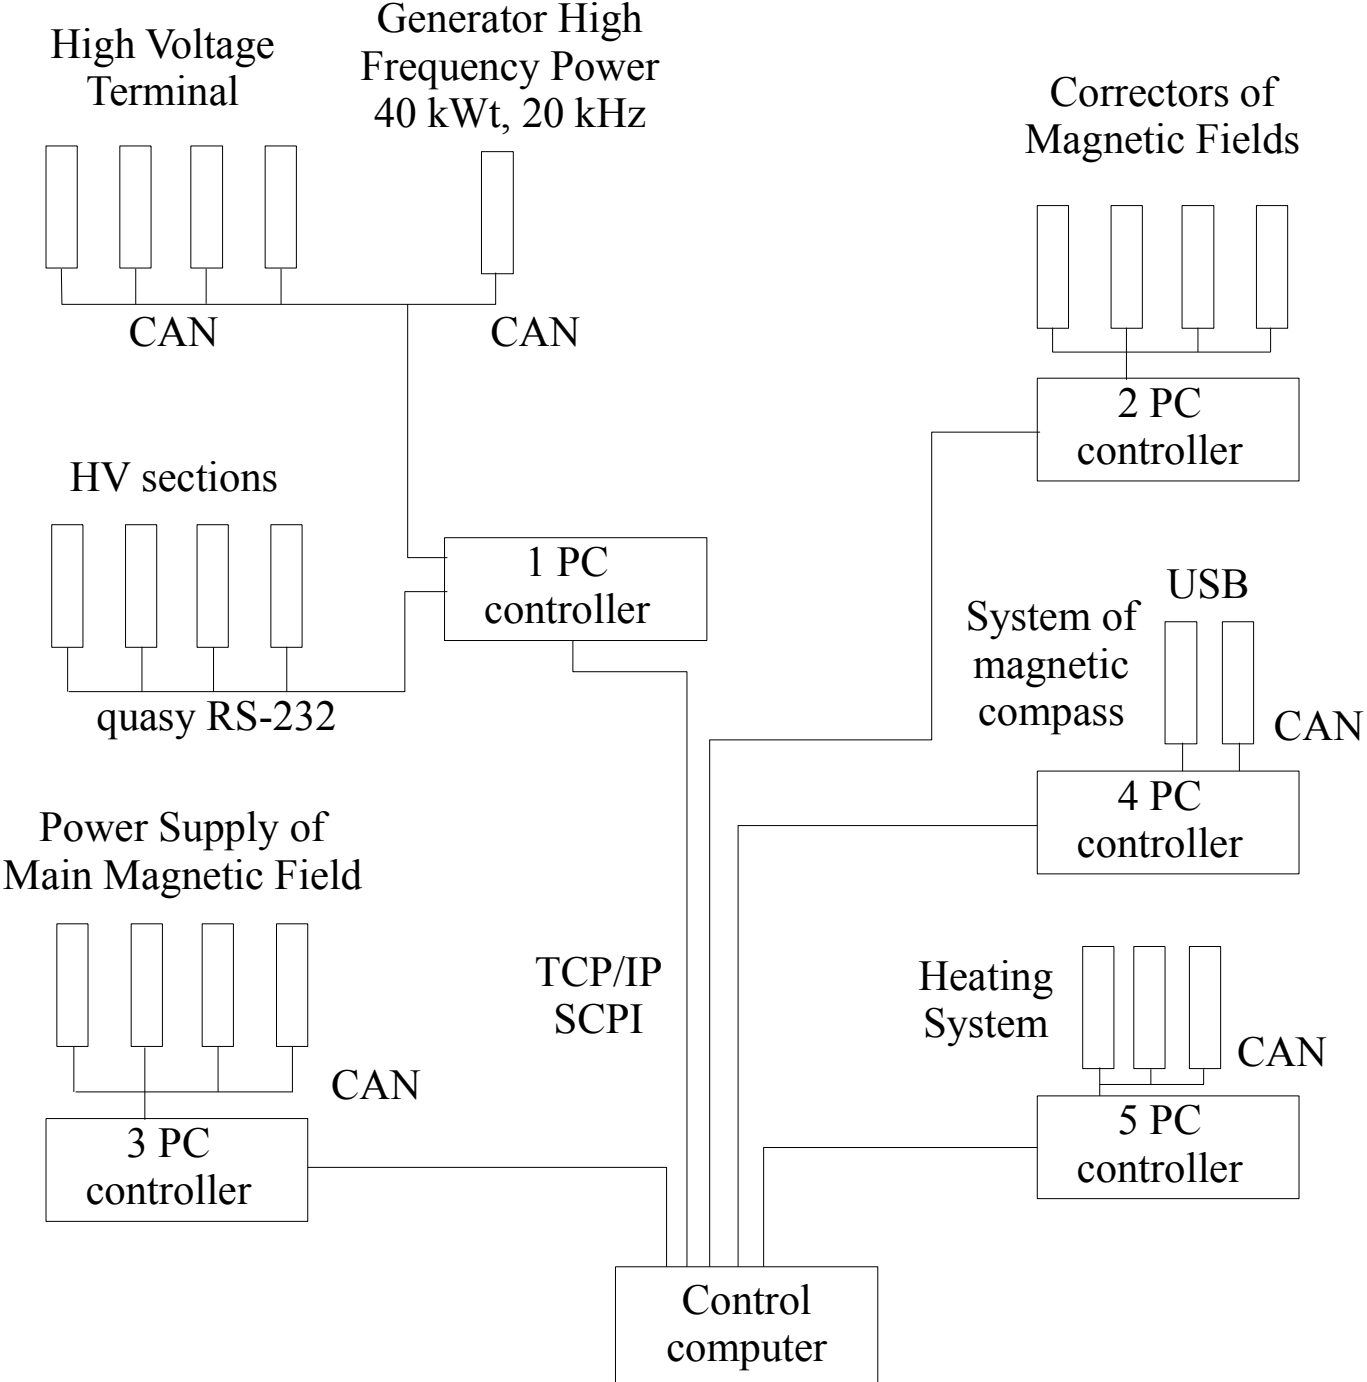 High Voltage
Terminal
Generator High
Frequency Power
40 kWt, 20 kHz
Correctors of
Magnetic Fields
CAN
CAN
2 PC
controller
HV sections
1 PC
controller
quasy RS-232
USB
System of
magnetic
compass
CAN
4 PC
controller
Power Supply of
Main Magnetic Field
TCP/IP
SCPI
Heating
System
CAN
CAN
3 PC
controller
5 PC
controller
Control
computer